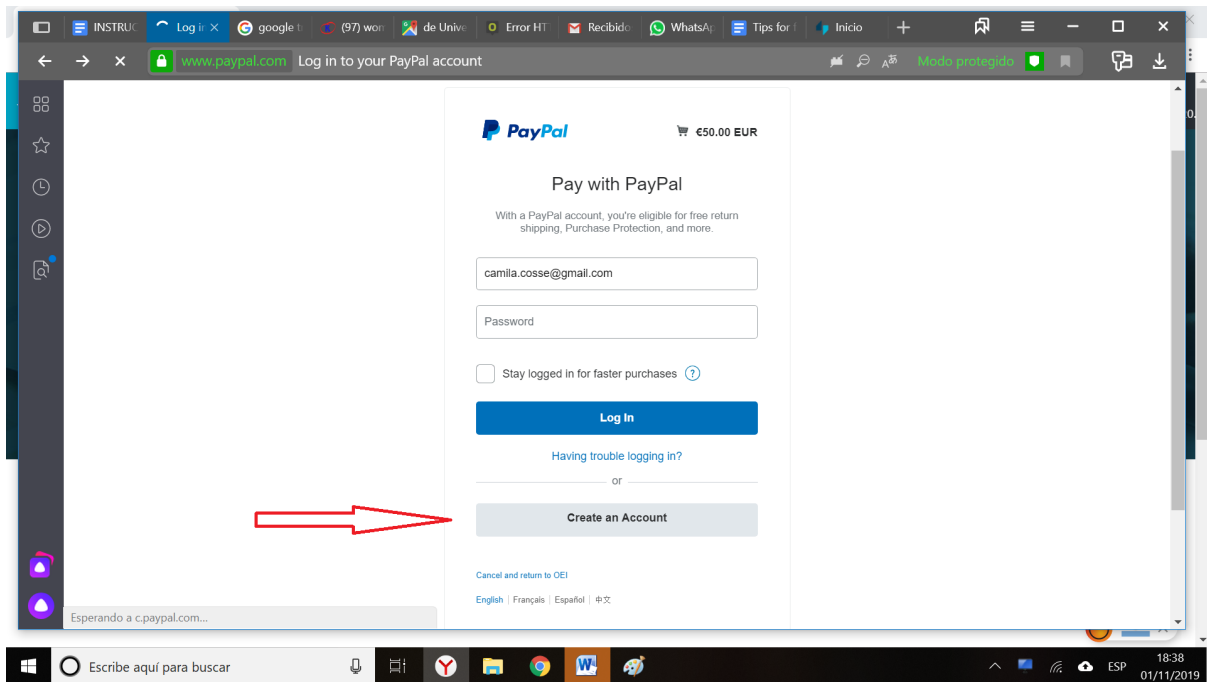 INSTRUC Log in google t (97) won de Unive Error HT Recibido WhatsAp Tips for f Inicio
www.paypal.com Log in to your PayPal account Modo protegido
PayPal €50.00 EUR
Pay with PayPal
With a PayPal account, you're eligible for free return
shipping, Purchase Protection, and more.
camila.cosse@gmail.com
Password
Stay logged in for faster purchases ?
Log In
Having trouble logging in?
or
Create an Account
Cancel and return to OEI
English | Français | Español | 中文
Esperando a c.paypal.com...
Escribe aquí para buscar ESP 18:38
01/11/2019